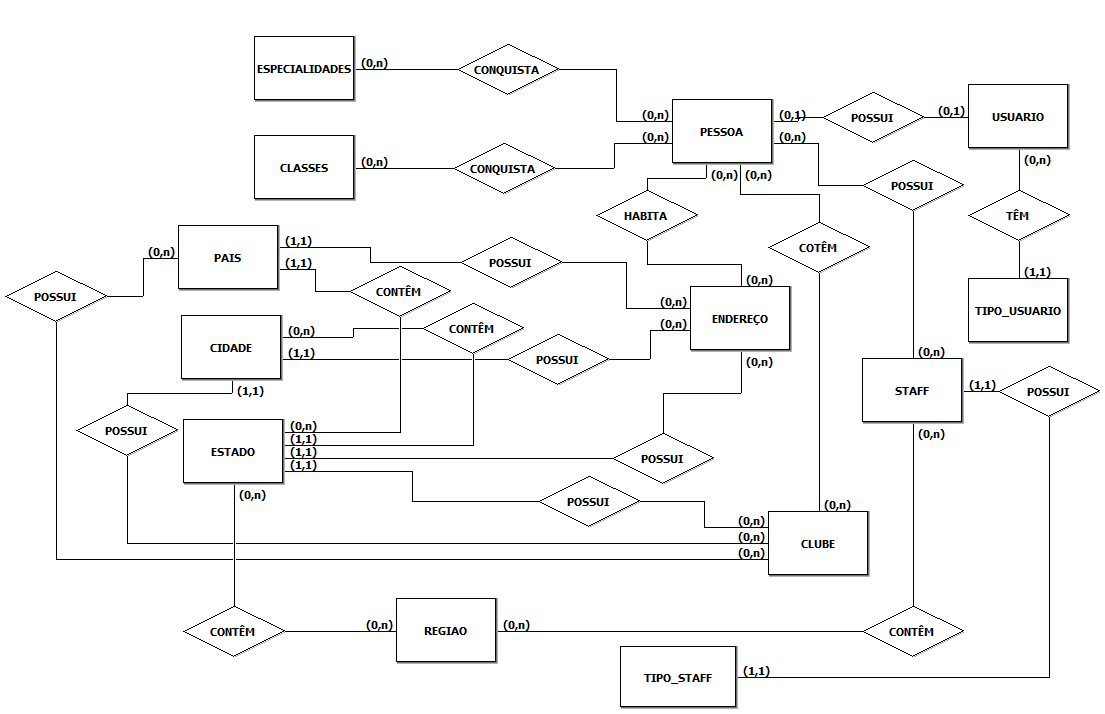 ESPECIALIDADES
(0,n)
CONQUISTA
(0,n)
PESSOA
(0,1)
POSSUI
(0,1)
USUARIO
CLASSES
(0,n)
CONQUISTA
(0,n)
(0,n)
POSSUI
(0,n)
TÊM
(1,1)
TIPO_USUARIO
(0,n)
(0,n)
HABITA
COTÊM
(0,n)
PAIS
(1,1)
(1,1)
POSSUI
POSSUI
(0,n)
(0,n)
ENDEREÇO
(0,n)
(0,n)
CONTÊM
CONTÊM
CIDADE
(0,n)
(1,1)
POSSUI
(1,1)
POSSUI
(0,n)
STAFF
(1,1)
POSSUI
(0,n)
ESTADO
(0,n)
(1,1)
(1,1)
(1,1)
(0,n)
POSSUI
POSSUI
(0,n)
(0,n)
(0,n)
(0,n)
CLUBE
CONTÊM
(0,n)
REGIAO
(0,n)
CONTÊM
TIPO_STAFF
(1,1)